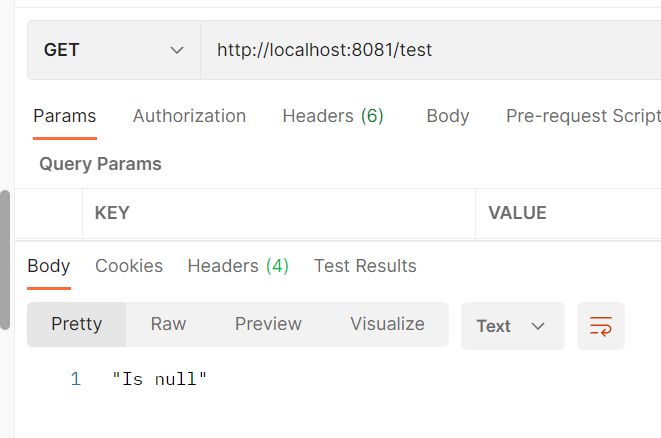 GET http://localhost:8081/test
Params Authorization Headers (6) Body Pre-request Script
Query Params
KEY VALUE
Body Cookies Headers (4) Test Results
Pretty Raw Preview Visualize Text
1 "Is null"